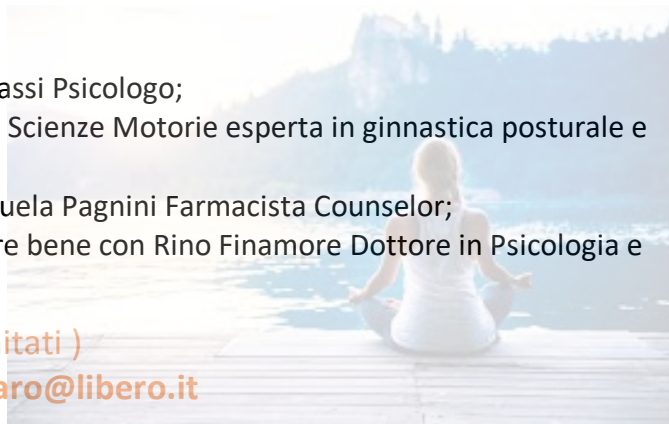 assi Psicologo;
Scienze Motorie esperta in ginnastica posturale e
uela Pagnini Farmacista Counselor;
re bene con Rino Finamore Dottore in Psicologia e
itati )
aro@libero.it